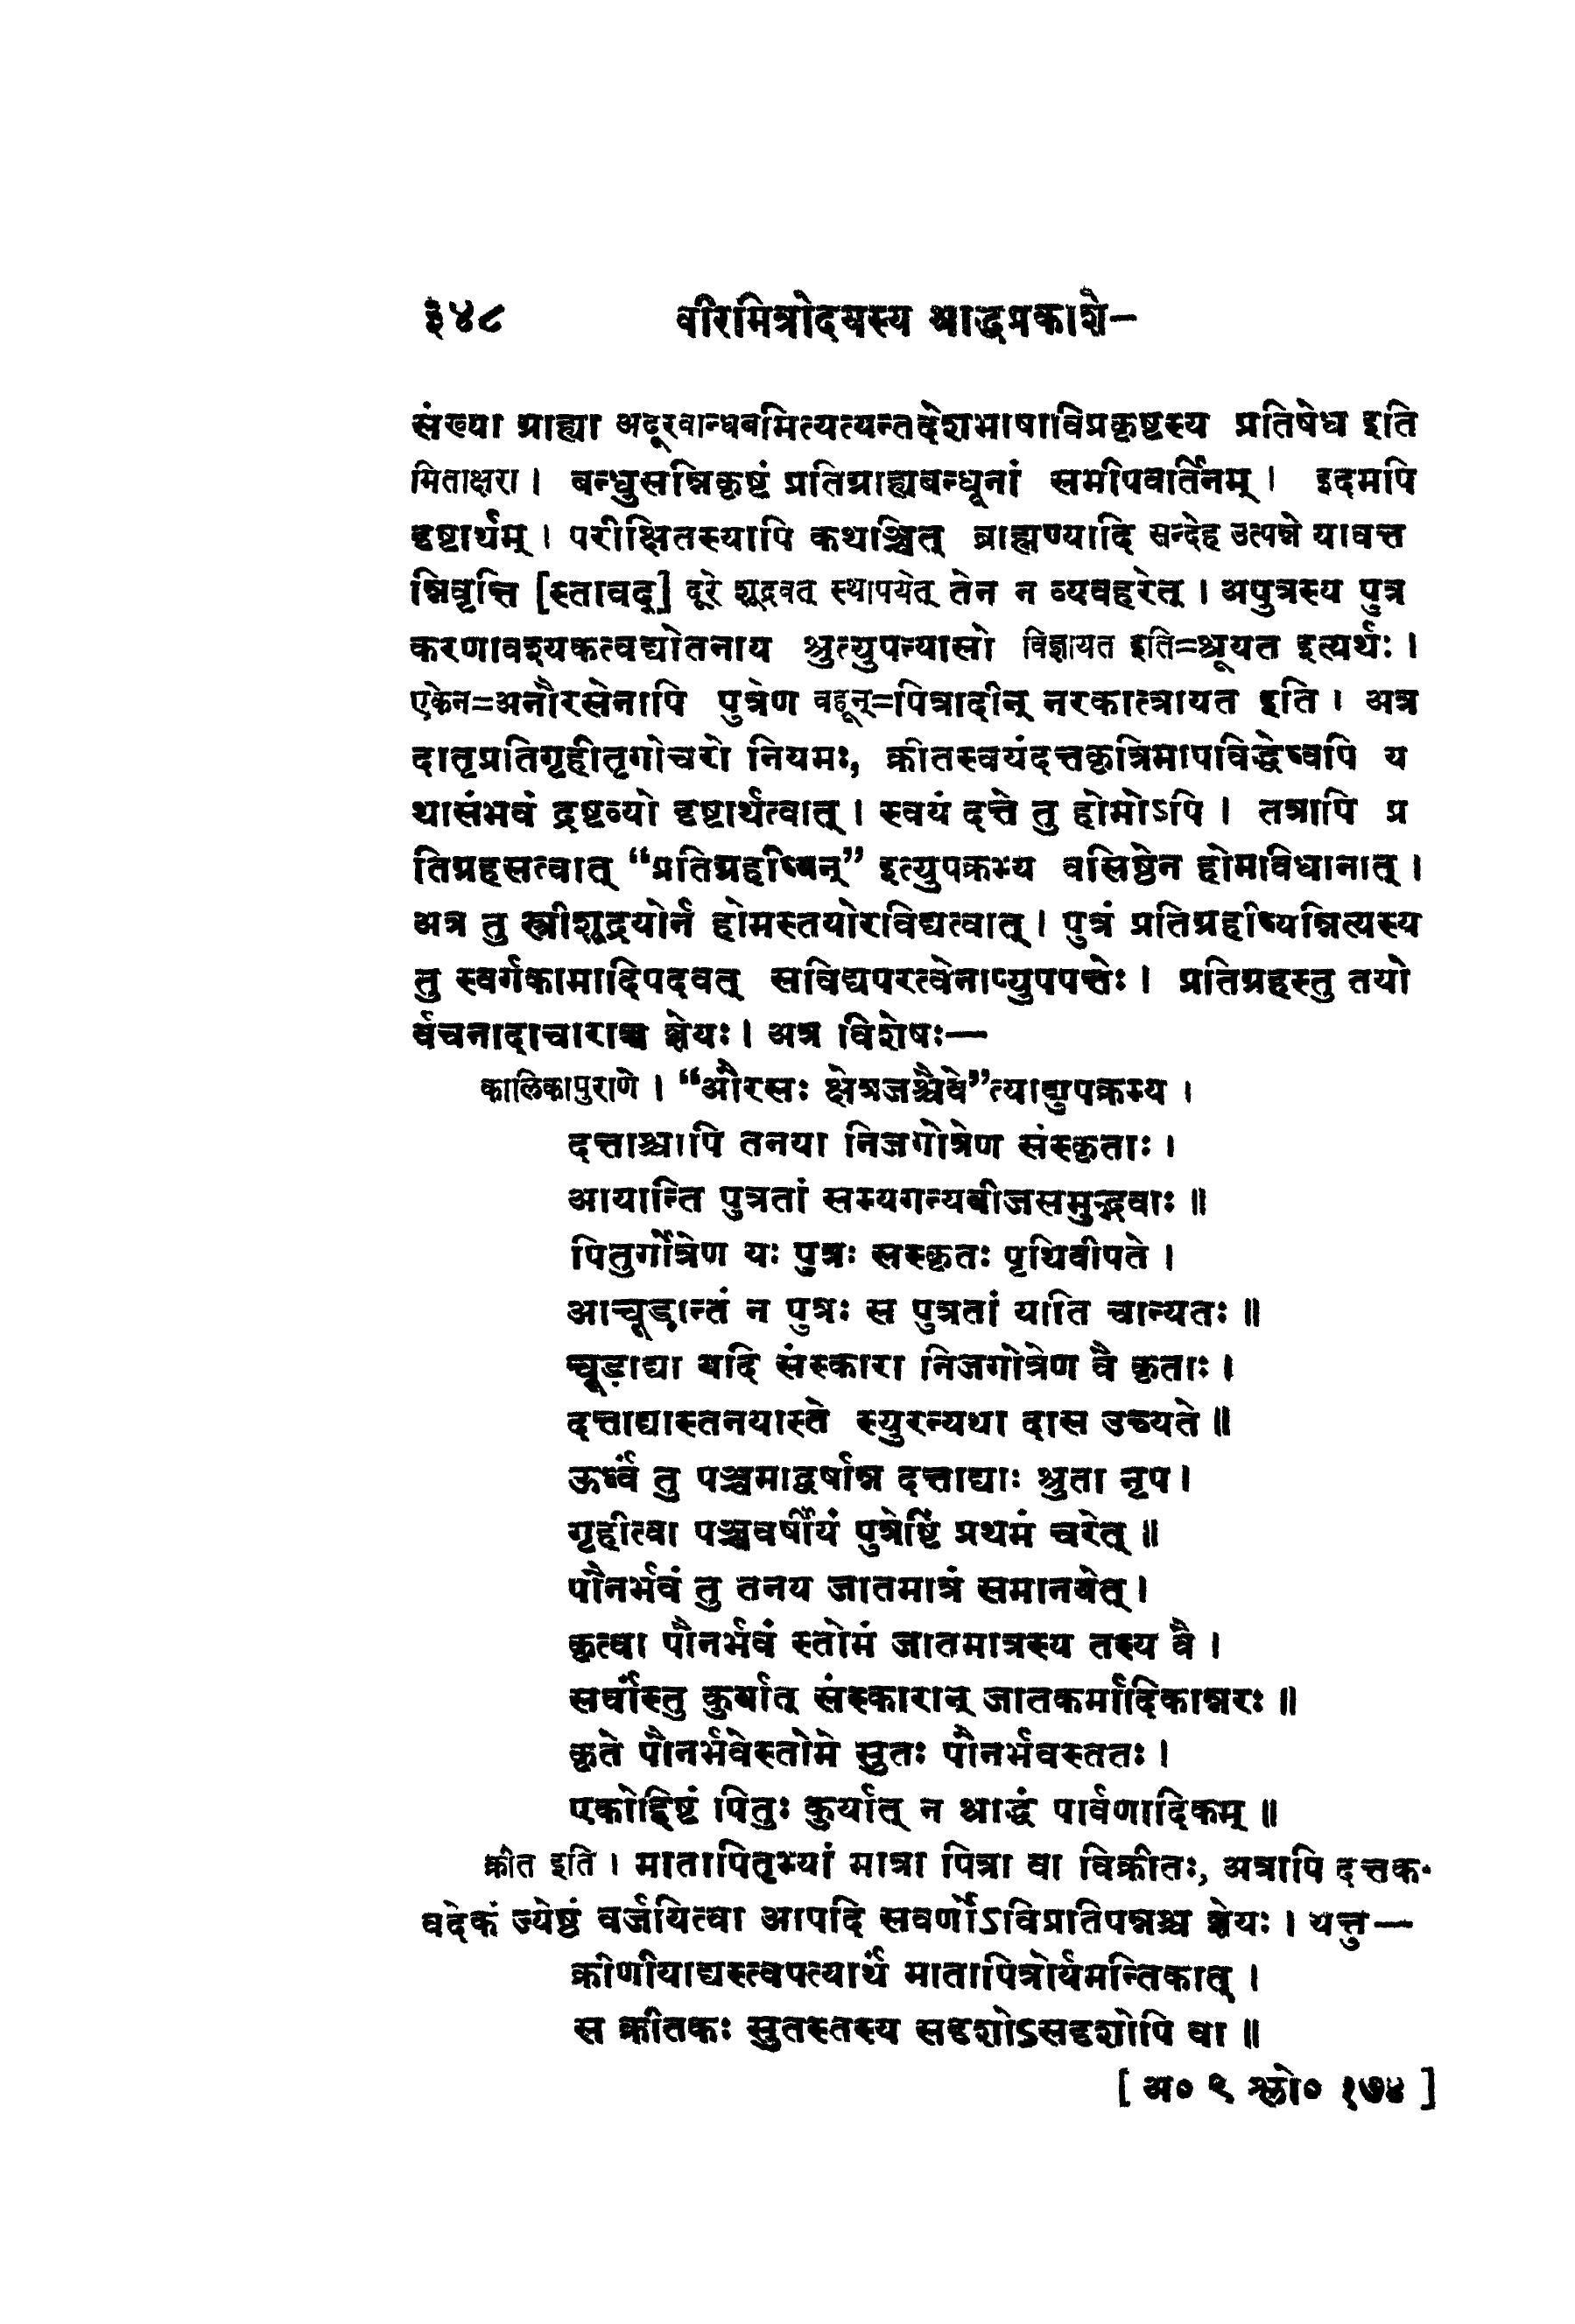 ३४८ वीरमित्रोदयस्य श्राद्धप्रकाशे-
संख्या ग्राह्या अदूरबान्धवमित्यत्यन्तदेशभाषाविप्रकृष्टस्य प्रतिषेध इति
मिताक्षरा । बन्धुसन्निकृष्टं प्रतिग्राह्यबन्धूनां समीपवर्तिनम् । इदमपि
दृष्टार्थम् । परीक्षितस्यापि कथञ्चित् ब्राह्मण्यादि सन्देह उत्पन्ने यावत्त
न्निवृत्ति [स्तावद्] दूरे शूद्रवत् स्थापयेत् तेन न व्यवहरेत् । अपुत्रस्य पुत्र
करणावश्यकत्वद्योतनाय श्रुत्युपन्यासो विज्ञायत इति=श्रूयत इत्यर्थः ।
एकेन=अनौरसेनापि पुत्रेण बहून्=पित्रादीन् नरकात्त्रायत इति । अत्र
दातृप्रतिगृहीतृगोचरो नियमः, क्रीतस्वयंदत्तकृत्रिमापविद्धेष्वपि य
थासंभवं द्रष्टव्यो दृष्टार्थत्वात् । स्वयं दत्ते तु होमोऽपि । तत्रापि प्र
तिग्रहसत्वात् “प्रतिग्रहीष्यन्” इत्युपक्रम्य वसिष्ठेन होमविधानात् ।
अत्र तु स्त्रीशूद्रयोर्न होमस्तयोरविद्यत्वात् । पुत्रं प्रतिग्रहीष्यन्नित्यस्य
तु स्वर्गकामादिपदवत् सविद्यपरत्वेनाप्युपपत्तेः । प्रतिग्रहस्तु तयो
र्वचनादाचाराच्च ज्ञेयः । अत्र विशेषः—
कालिकापुराणे । “औरसः क्षेत्रजश्चैवे”त्याद्युपक्रम्य ।
दत्ताश्चापि तनया निजगोत्रेण संस्कृताः ।
आयान्ति पुत्रतां सम्यगन्यबीजसमुद्भवाः ॥
पितुर्गोत्रेण यः पुत्रः सस्कृतः पृथिवीपते ।
आचूडान्तं न पुत्रः स पुत्रतां याति चान्यतः ॥
चूड़ाद्या यदि संस्कारा निजगोत्रेण वै कृताः ।
दत्ताद्यास्तनयास्ते स्युरन्यथा दास उच्यते ॥
ऊर्ध्वं तु पञ्चमाद्वर्षान्न दत्ताद्याः श्रुता नृप ।
गृहीत्वा पञ्चवर्षीयं पुत्रेष्टिं प्रथमं चरेत् ॥
पौनर्भवं तु तनय जातमात्रं समानयेत् ।
कृत्वा पौनर्भवं स्तोमं जातमात्रस्य तस्य वै ।
सर्वांस्तु कुर्यात् संस्कारान् जातकर्मादिकान्नरः ॥
कृते पौनर्भवेस्तोमे सुतः पौनर्भवस्ततः ।
एकोद्दिष्टं पितुः कुर्यात् न श्राद्धं पार्वणादिकम् ॥
क्रीत इति । मातापितृभ्यां मात्रा पित्रा वा विक्रीतः, अत्रापि दत्तक-
वदेकं ज्येष्ठं वर्जयित्वा आपदि सवर्णोऽविप्रतिपन्नश्च ज्ञेयः । यत्तु—
क्रीणीयाद्यस्त्वपत्यार्थं मातापित्रोर्यमन्तिकात् ।
स क्रीतकः सुतस्तस्य सदृशोऽसदृशोपि वा ॥
[ अ० ९ श्लो० १७४ ]